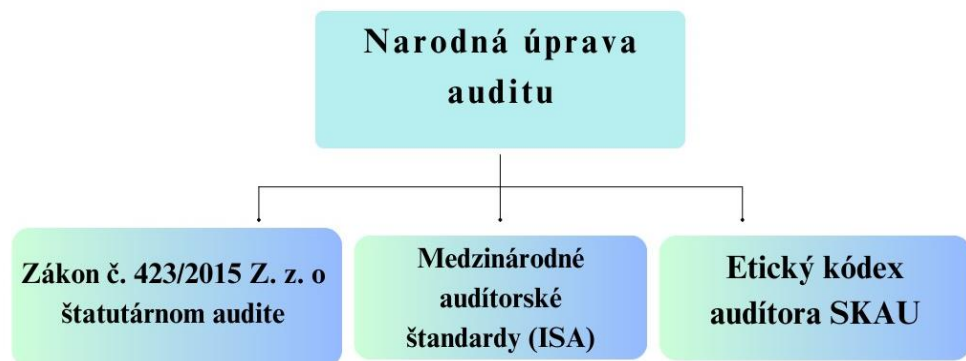 Narodná úprava
auditu
Zákon č. 423/2015 Z. z. o
štatutárnom audite
Medzinárodné
audítorské
štandardy (ISA)
Etický kódex
audítora SKAU